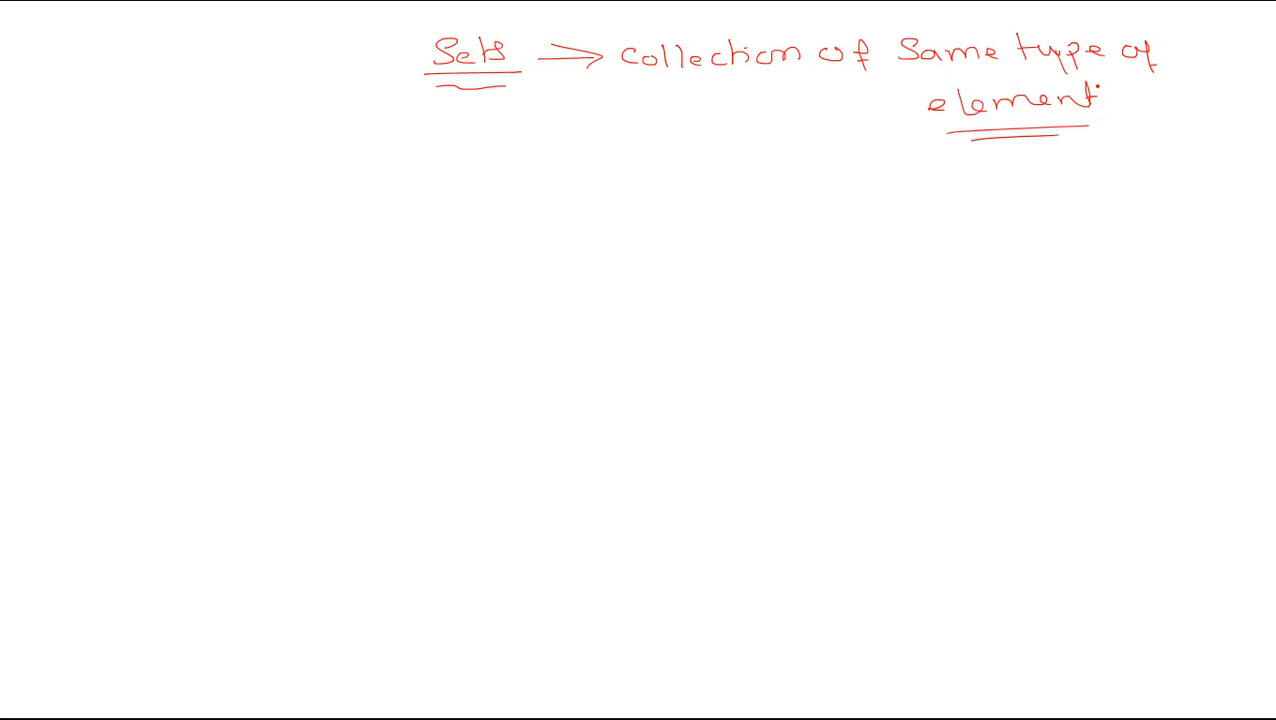 Sets → Collection of Same type of
element